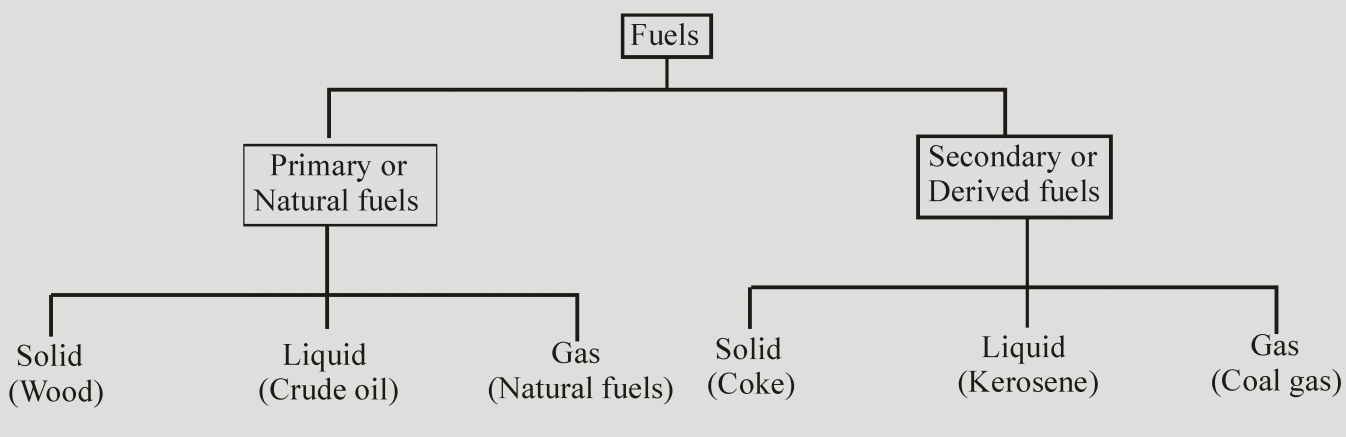 Fuels
Primary or
Natural fuels
Secondary or
Derived fuels
Solid
(Wood)
Liquid
(Crude oil)
Gas
(Natural fuels)
Solid
(Coke)
Liquid
(Kerosene)
Gas
(Coal gas)